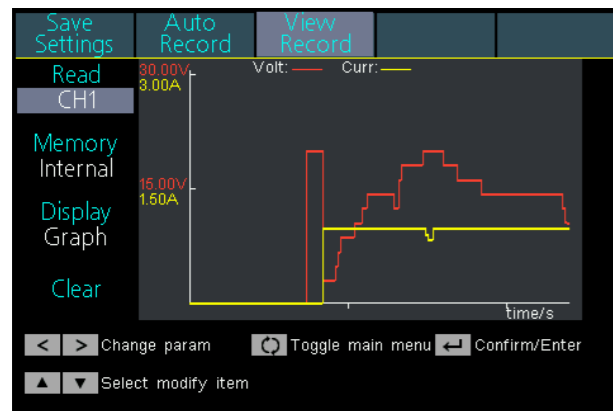 Save Settings
Auto Record
View Record
Read
CH1
Memory
Internal
Display
Graph
Clear
30.00V
3.00A
Volt:
Curr:
15.00V
1.50A
time/s
< > Change param
Toggle main menu
Confirm/Enter
▲ ▼ Select modify item